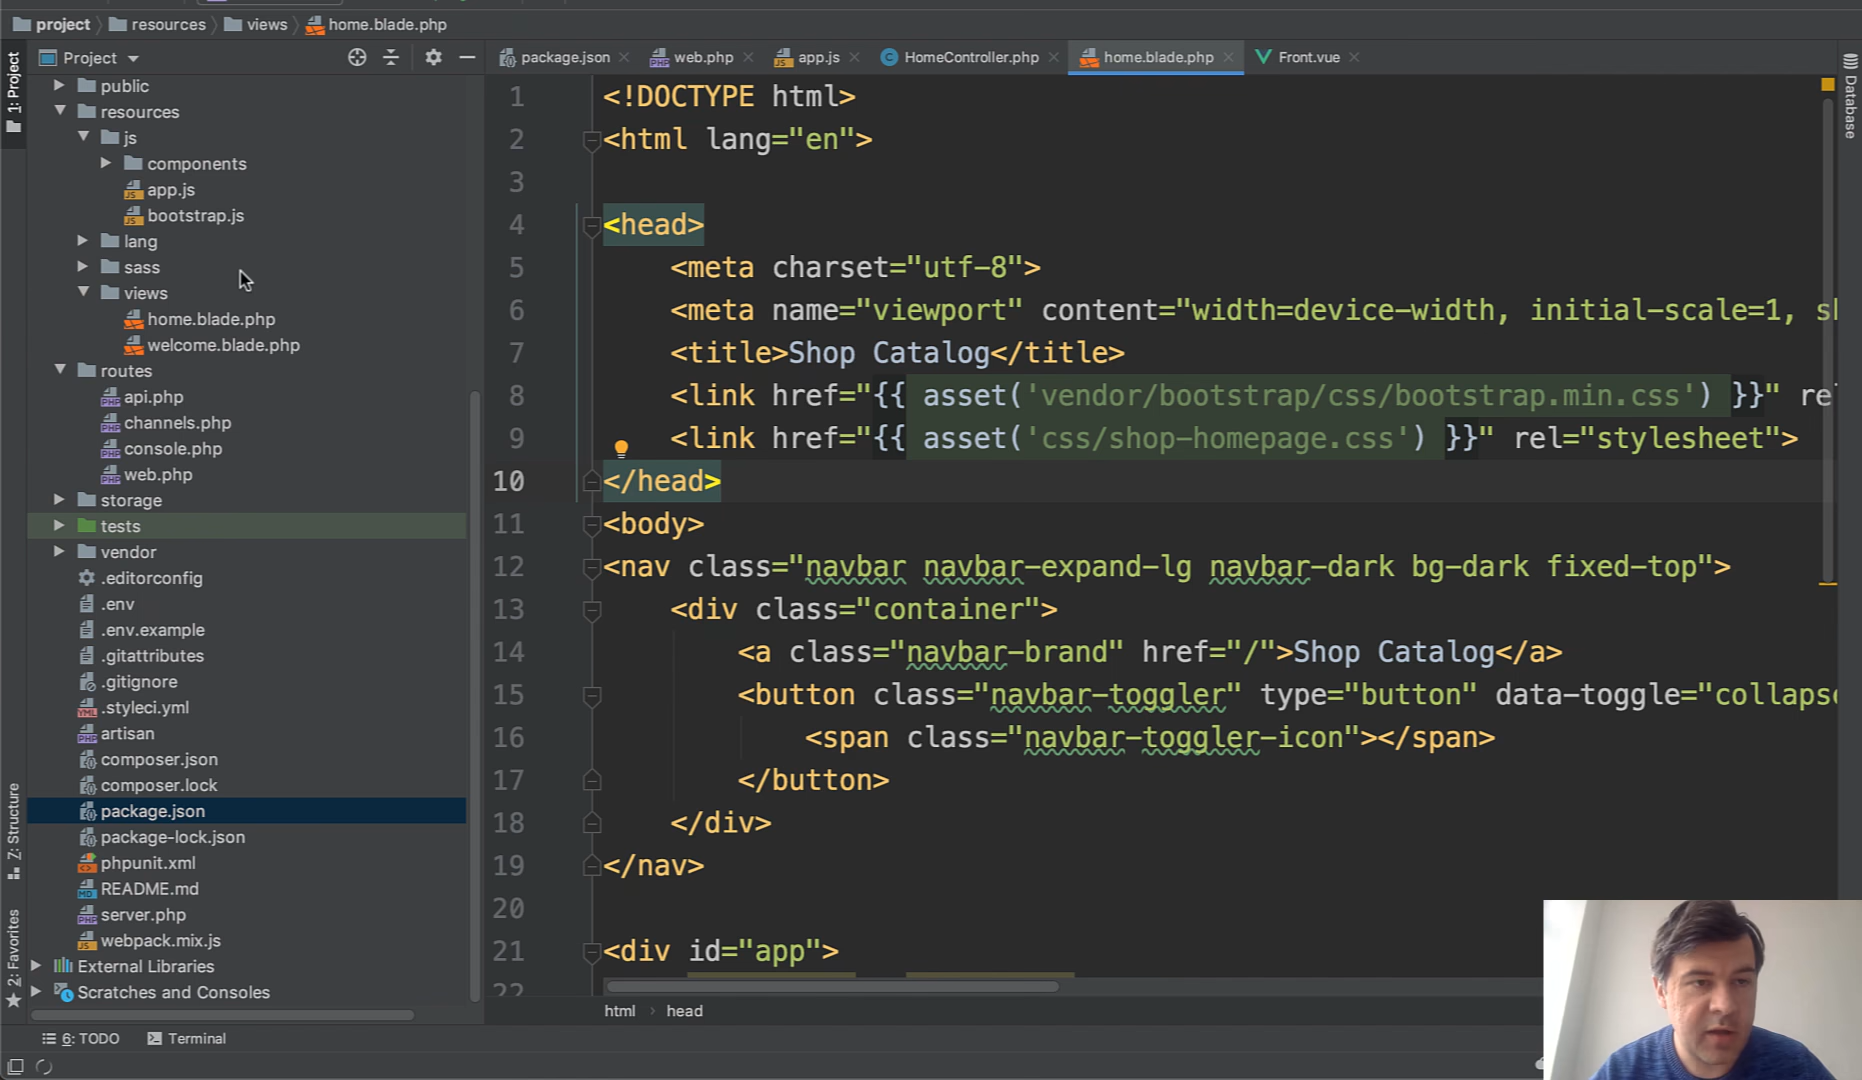 project
resources
views
home.blade.php
1: Project
Project
package.json
web.php
app.js
HomeController.php
home.blade.php
Front.vue
Database
public
resources
js
components
app.js
bootstrap.js
lang
sass
views
home.blade.php
welcome.blade.php
routes
api.php
channels.php
console.php
web.php
storage
tests
vendor
.editorconfig
.env
.env.example
.gitattributes
.gitignore
.styleci.yml
artisan
composer.json
composer.lock
package.json
package-lock.json
phpunit.xml
README.md
server.php
webpack.mix.js
External Libraries
Scratches and Consoles
Z: Structure
2: Favorites
1 <!DOCTYPE html>
2 <html lang="en">
3
4 <head>
5 <meta charset="utf-8">
6 <meta name="viewport" content="width=device-width, initial-scale=1, sh
7 <title>Shop Catalog</title>
8 <link href="{{ asset('vendor/bootstrap/css/bootstrap.min.css') }}" rel
9 <link href="{{ asset('css/shop-homepage.css') }}" rel="stylesheet">
10 </head>
11 <body>
12 <nav class="navbar navbar-expand-lg navbar-dark bg-dark fixed-top">
13 <div class="container">
14 <a class="navbar-brand" href="/">Shop Catalog</a>
15 <button class="navbar-toggler" type="button" data-toggle="collaps
16 <span class="navbar-toggler-icon"></span>
17 </button>
18 </div>
19 </nav>
20
21 <div id="app">
22
html › head
6: TODO
Terminal